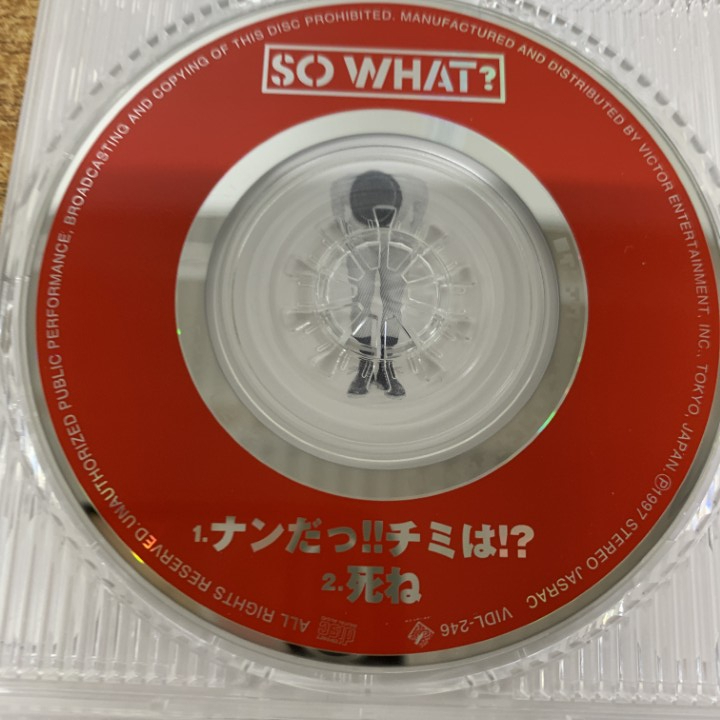 SO WHAT?
1.ナンだっ!!チミは!?
2.死ね
ALL RIGHTS RESERVED.UNAUTHORIZED PUBLIC PERFORMANCE, BROADCASTING AND COPYING OF THIS DISC PROHIBITED. MANUFACTURED AND DISTRIBUTED BY VICTOR ENTERTAINMENT, INC., TOKYO, JAPAN.Ⓟ1997 STEREO JASRAC VIDL-246